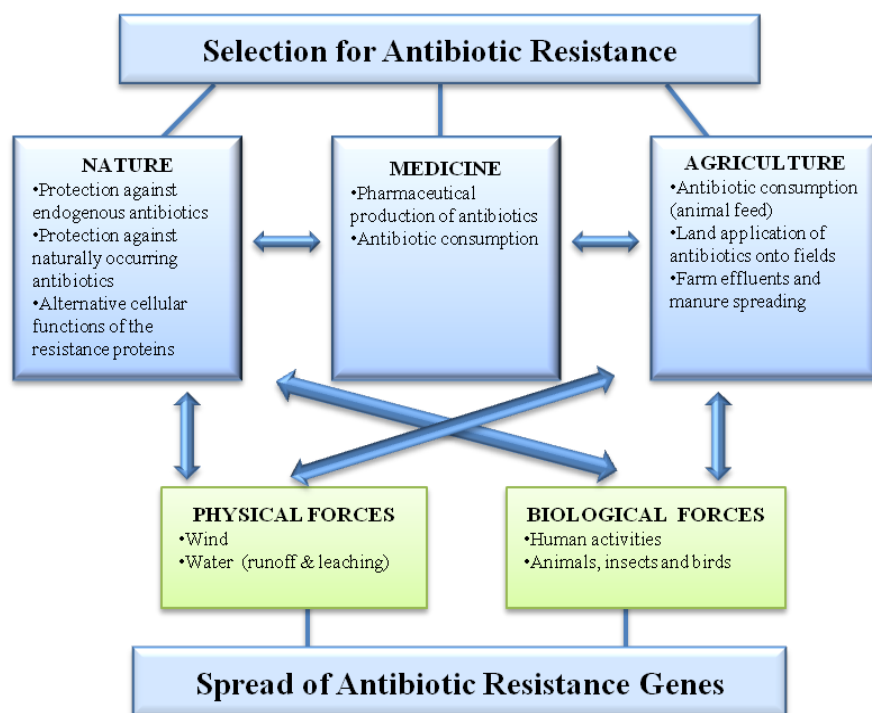 Selection for Antibiotic Resistance
NATURE
•Protection against
endogenous antibiotics
•Protection against
naturally occurring
antibiotics
•Alternative cellular
functions of the
resistance proteins
MEDICINE
•Pharmaceutical
production of antibiotics
•Antibiotic consumption
AGRICULTURE
•Antibiotic consumption
(animal feed)
•Land application of
antibiotics onto fields
•Farm effluents and
manure spreading
PHYSICAL FORCES
•Wind
•Water (runoff & leaching)
BIOLOGICAL FORCES
•Human activities
•Animals, insects and birds
Spread of Antibiotic Resistance Genes